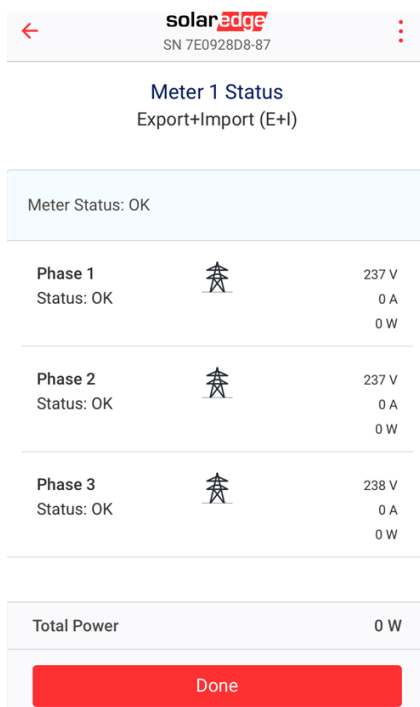 solaredge
SN 7E0928D8-87
Meter 1 Status
Export+Import (E+I)
Meter Status: OK
Phase 1
Status: OK
237 V
0 A
0 W
Phase 2
Status: OK
237 V
0 A
0 W
Phase 3
Status: OK
238 V
0 A
0 W
Total Power 0 W
Done